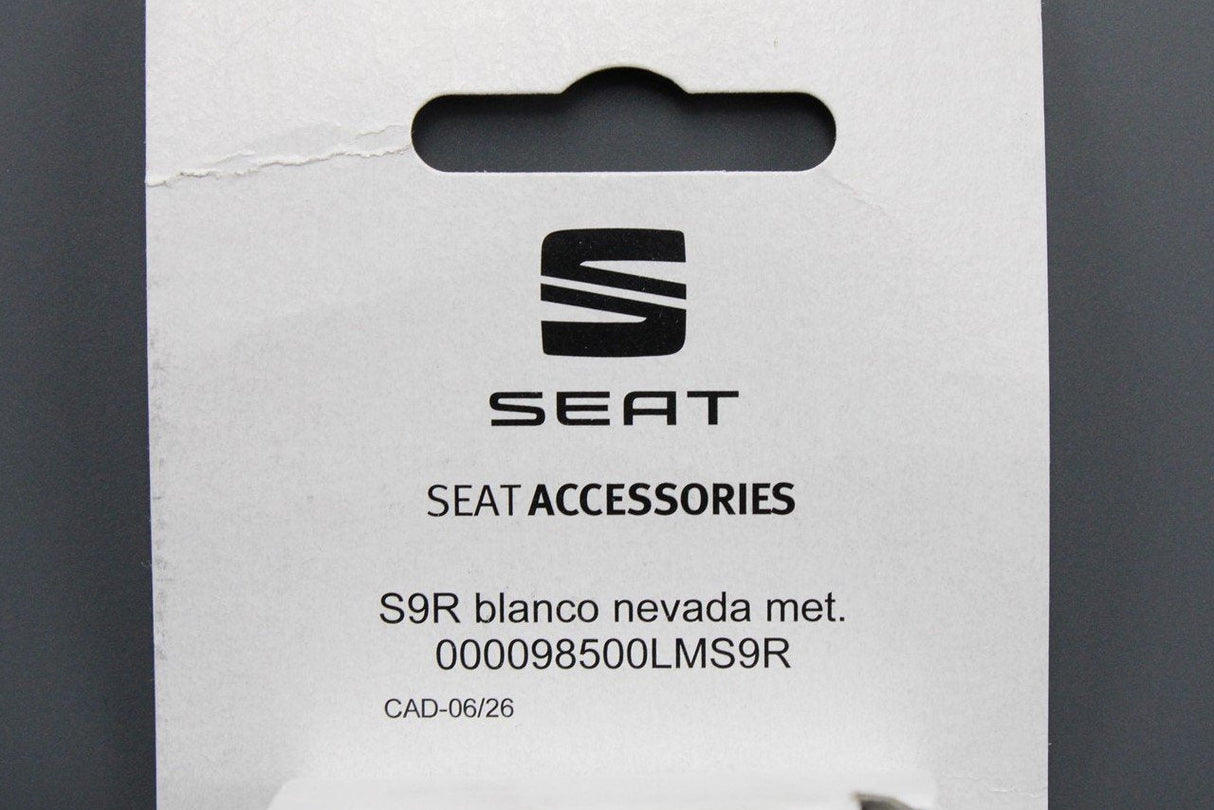 SEAT
SEAT ACCESSORIES
S9R blanco nevada met.
000098500LMS9R
CAD-06/26